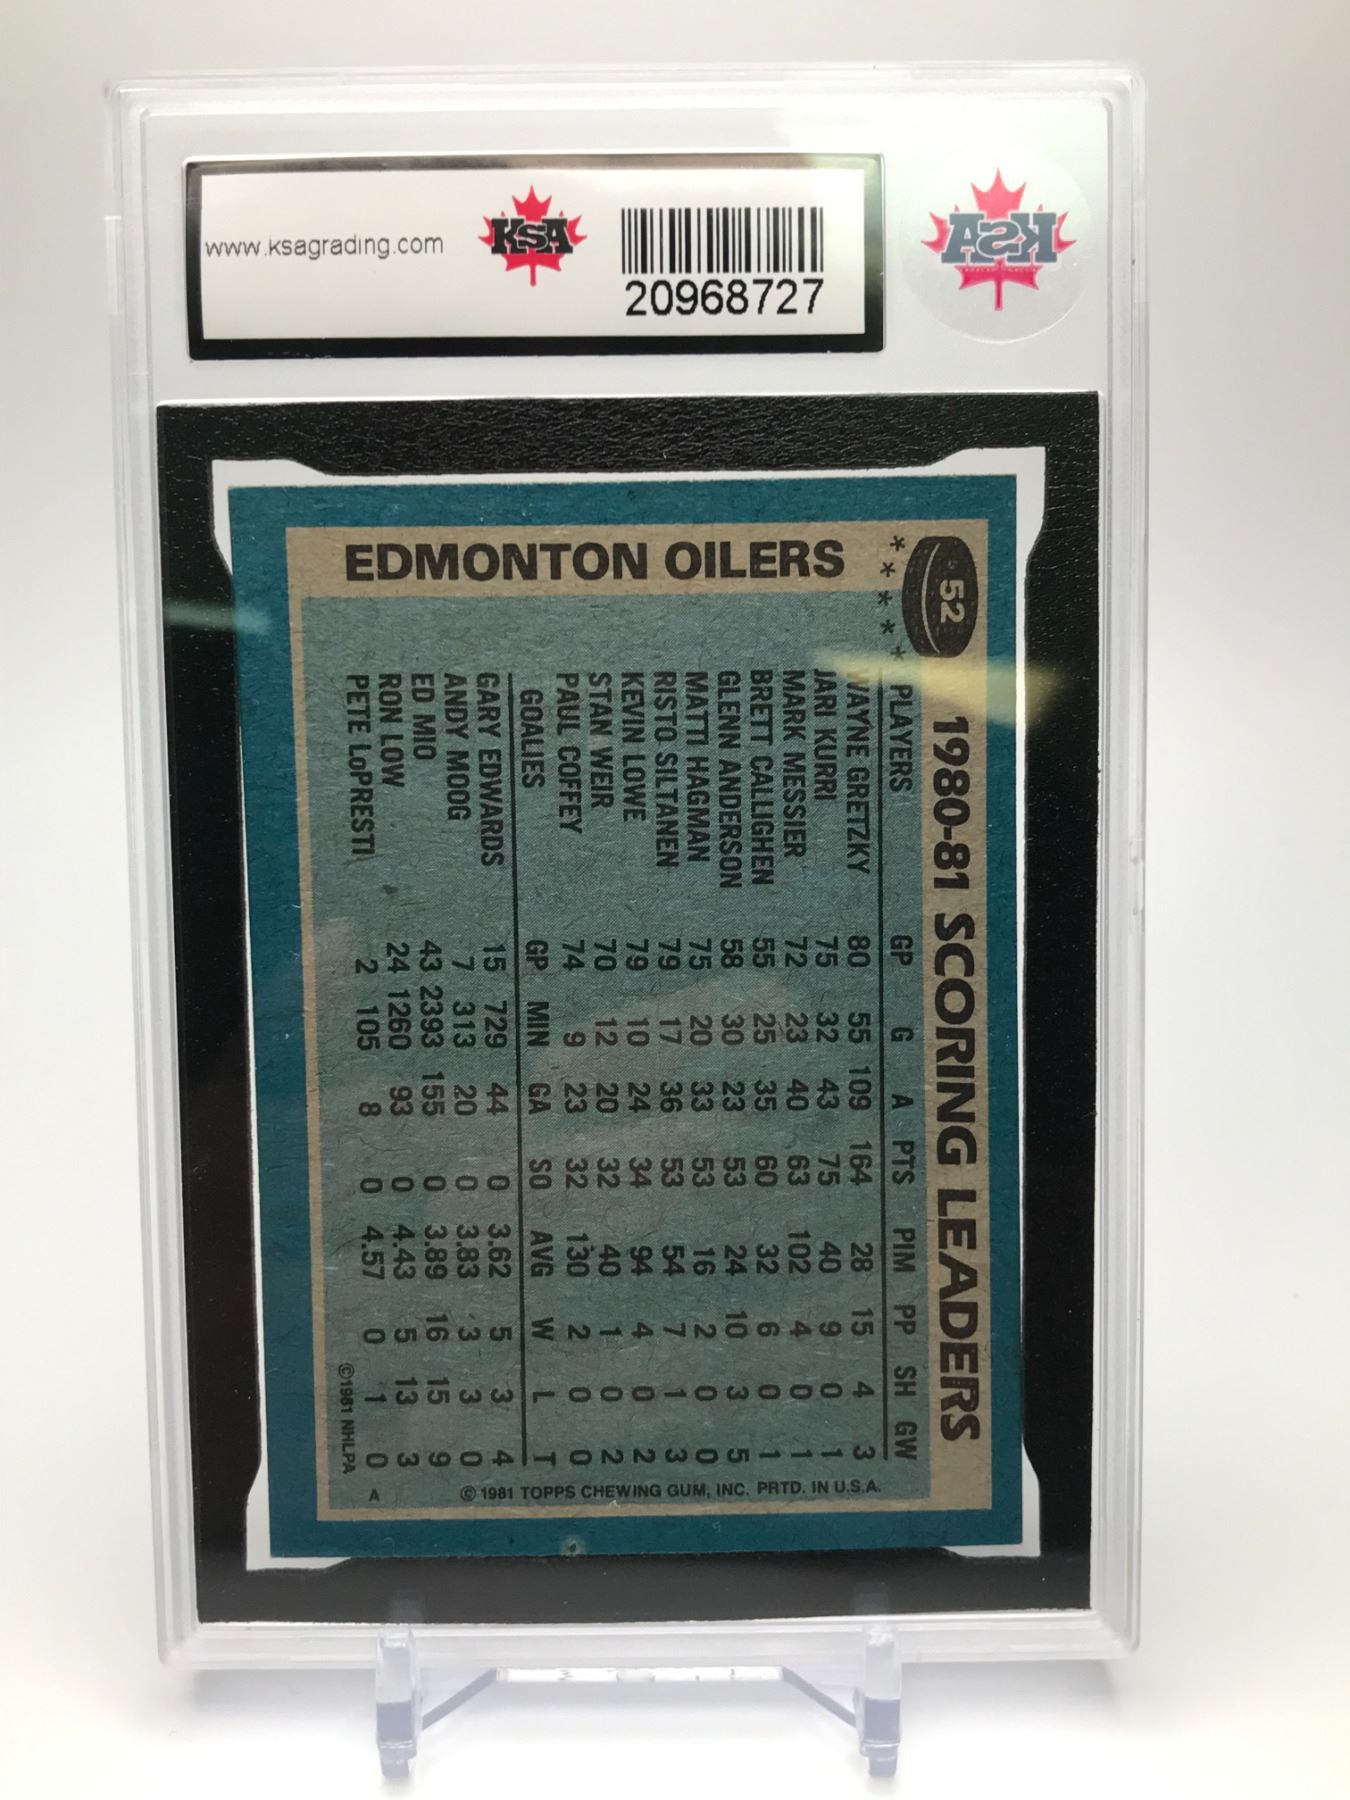 www.ksagrading.com
KSA
20968727
KSA
EDMONTON OILERS
52
1980-81 SCORING LEADERS
***** PLAYERS GP G A PTS PIM PP SH GW
WAYNE GRETZKY 80 55 109 164 28 15 4 3
JARI KURRI 75 32 43 75 40 9 0 1
MARK MESSIER 72 23 40 63 102 4 0 1
BRETT CALLIGHEN 55 25 35 60 32 6 0 1
GLENN ANDERSON 58 30 23 53 24 10 3 5
MATTI HAGMAN 75 20 33 53 16 2 0 0
RISTO SILTANEN 79 17 36 53 54 7 1 3
KEVIN LOWE 79 10 24 34 94 4 0 2
STAN WEIR 70 12 20 32 40 1 0 2
PAUL COFFEY 74 9 23 32 130 2 0 0
GOALIES GP MIN GA SO AVG W L T
GARY EDWARDS 15 729 44 0 3.62 5 3 4
ANDY MOOG 7 313 20 0 3.83 3 3 0
ED MIO 43 2393 155 0 3.89 16 15 9
RON LOW 24 1260 93 0 4.43 5 13 3
PETE LoPRESTI 2 105 8 0 4.57 0 1 0
©1981 NHLPA
A
© 1981 TOPPS CHEWING GUM, INC. PRTD. IN U.S.A.